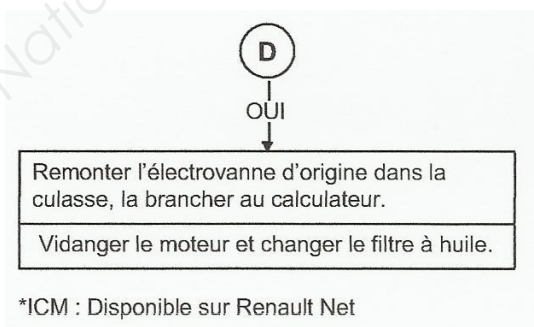 Natio
D
OUI
Remonter l'électrovanne d'origine dans la
culasse, la brancher au calculateur.
Vidanger le moteur et changer le filtre à huile.
*ICM : Disponible sur Renault Net